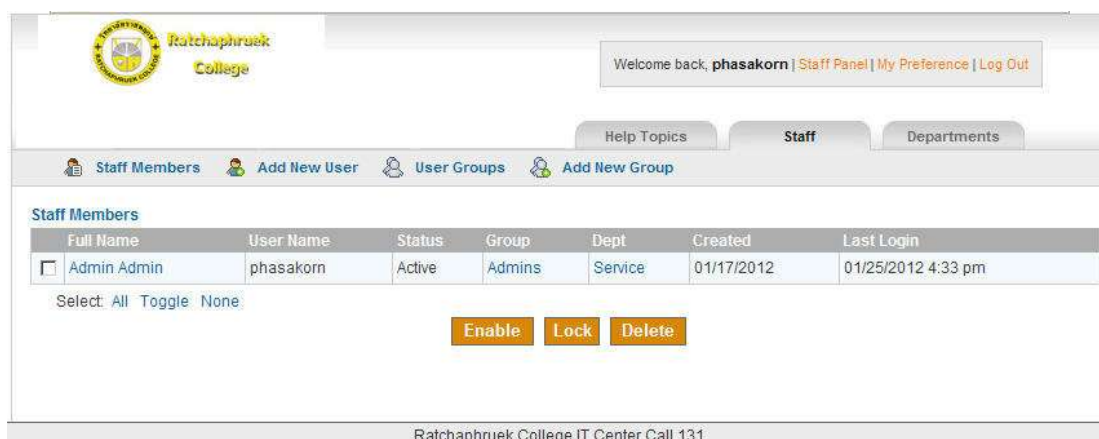 Ratchaphruek
College
RATCHAPHRUEK COLLEGE
Welcome back, phasakorn | Staff Panel | My Preference | Log Out
Help Topics Staff Departments
Staff Members Add New User User Groups Add New Group
Staff Members
Full Name User Name Status Group Dept Created Last Login
Admin Admin phasakorn Active Admins Service 01/17/2012 01/25/2012 4:33 pm
Select: All Toggle None
Enable Lock Delete
Ratchaphruek College IT Center Call 131